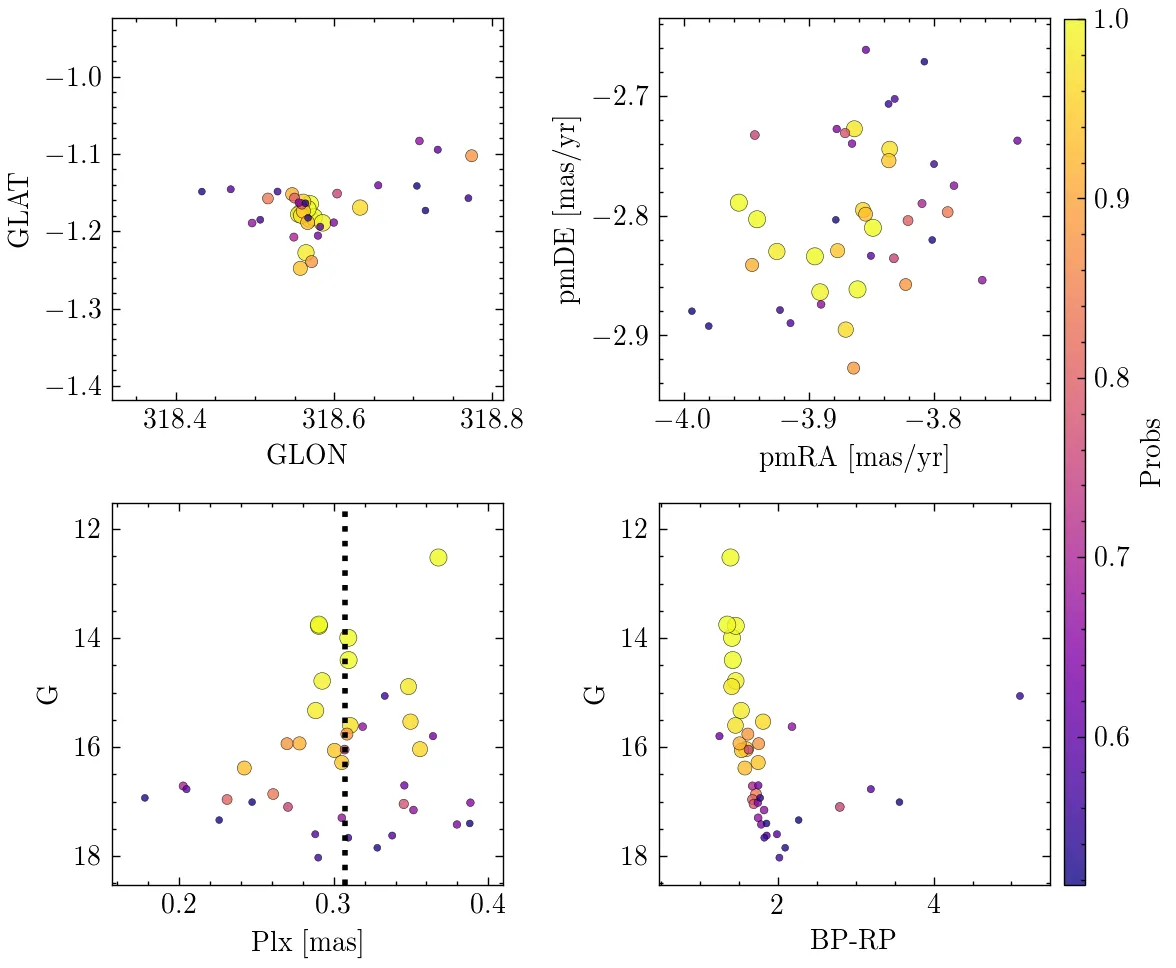 −1.0
−1.1
−1.2
−1.3
−1.4
GLAT
318.4 318.6 318.8
GLON
−2.7
−2.8
−2.9
pmDE [mas/yr]
−4.0 −3.9 −3.8
pmRA [mas/yr]
1.0
0.9
0.8
0.7
0.6
Probs
12
14
16
18
G
0.2 0.3 0.4
Plx [mas]
12
14
16
18
G
2 4
BP-RP